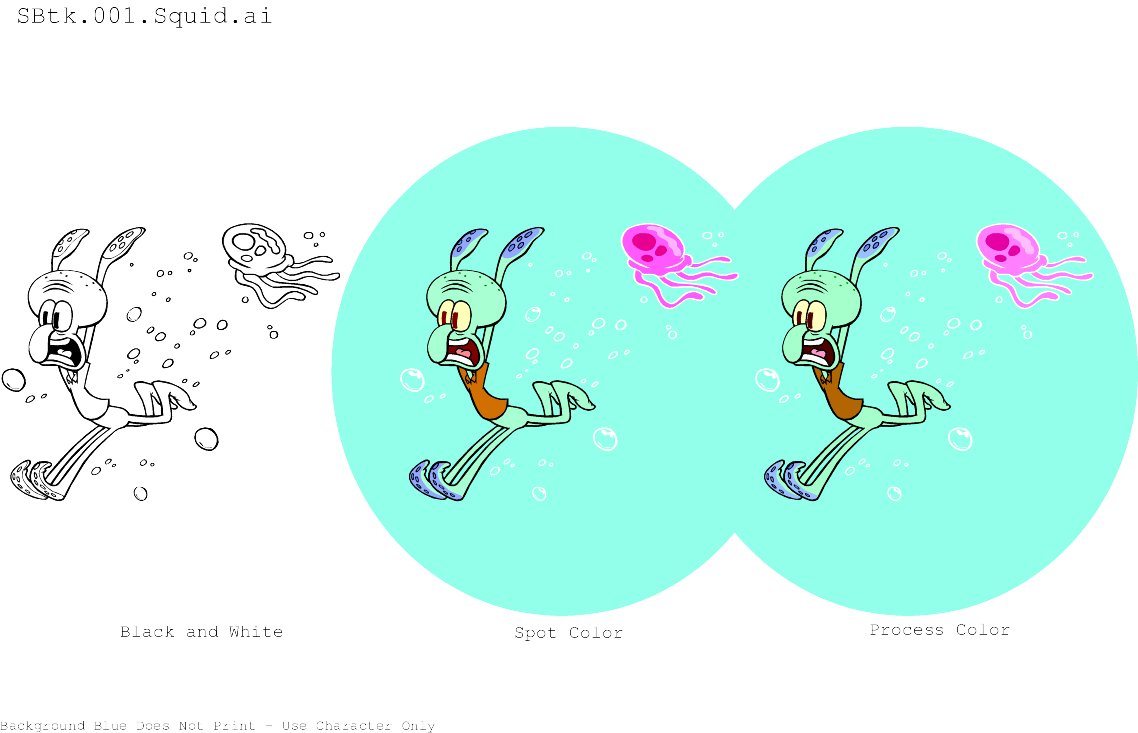 SBtk.001.Squid.ai
Black and White
Spot Color
Process Color
Background Blue Does Not Print - Use Character Only